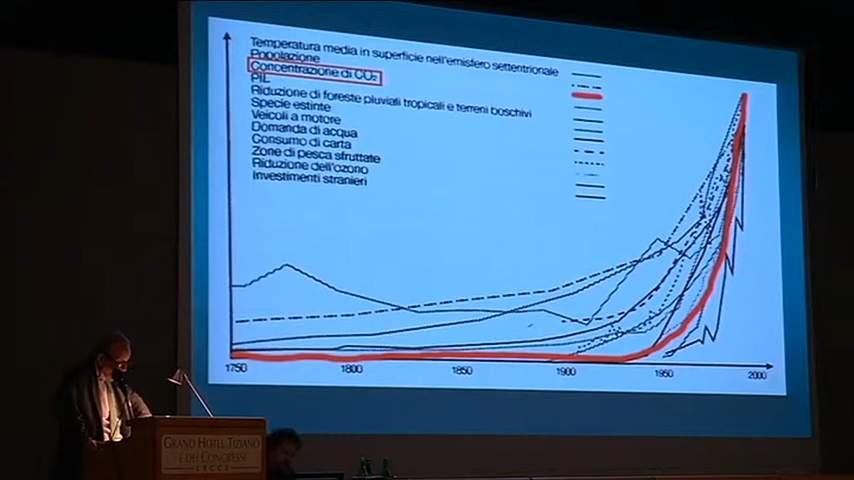 Temperatura media in superficie nell'emisfero settentrionale
Popolazione
Concentrazione di CO₂
PIL
Riduzione di foreste pluviali tropicali e terreni boschivi
Specie estinte
Veicoli a motore
Domanda di acqua
Consumo di carta
Zone di pesca sfruttate
Riduzione dell'ozono
Investimenti stranieri
1750 1800 1850 1900 1950 2000
GRAND HOTEL TIZIANO
E DEI CONGRESSI
LECCE